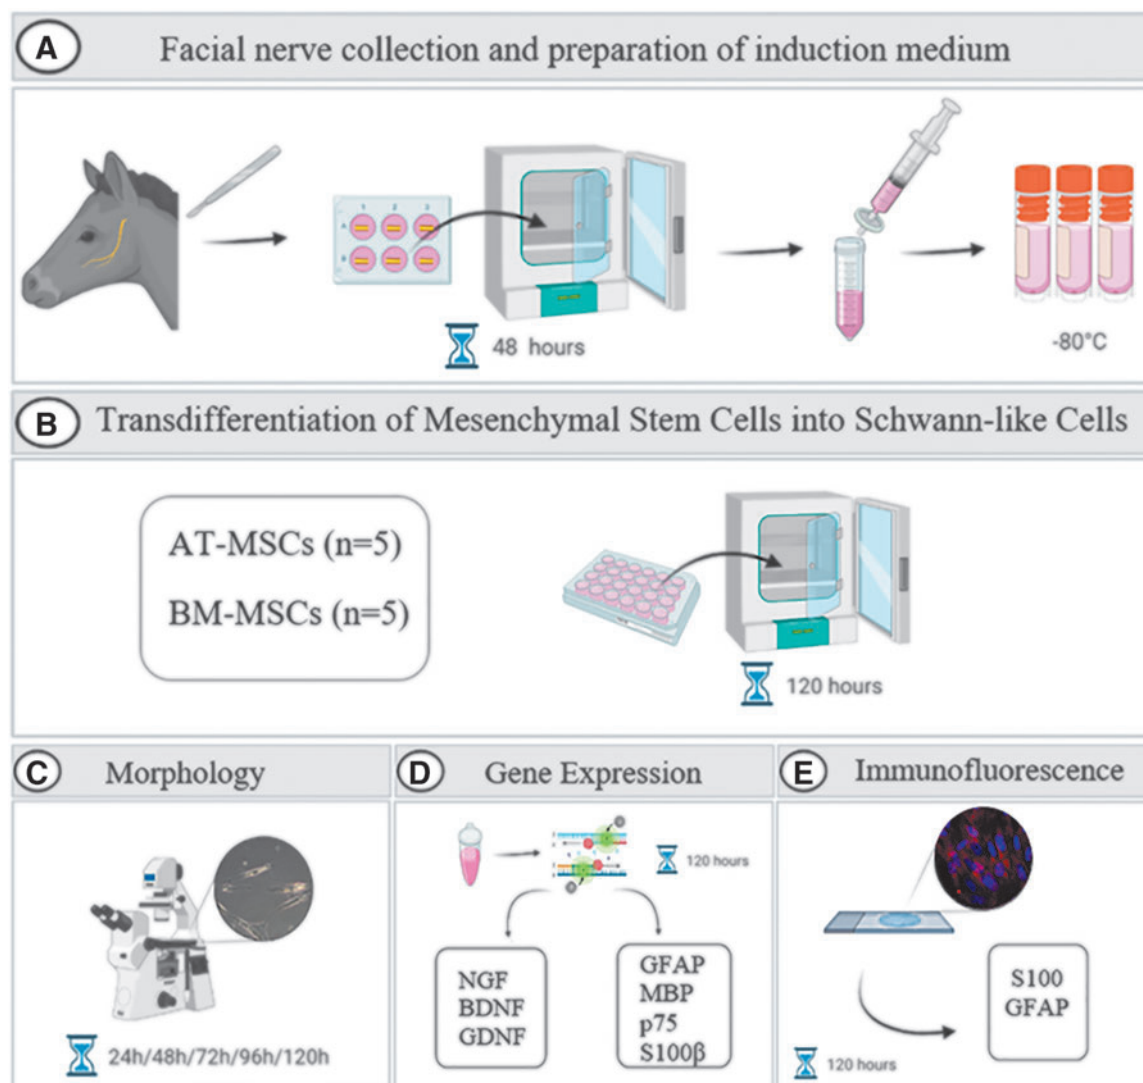 A
Facial nerve collection and preparation of induction medium
1 2 3
A
B
48 hours
-80°C
B
Transdifferentiation of Mesenchymal Stem Cells into Schwann-like Cells
AT-MSCs (n=5)
BM-MSCs (n=5)
120 hours
C
Morphology
24h/48h/72h/96h/120h
D
Gene Expression
120 hours
NGF
BDNF
GDNF
GFAP
MBP
p75
S100β
E
Immunofluorescence
S100
GFAP
120 hours